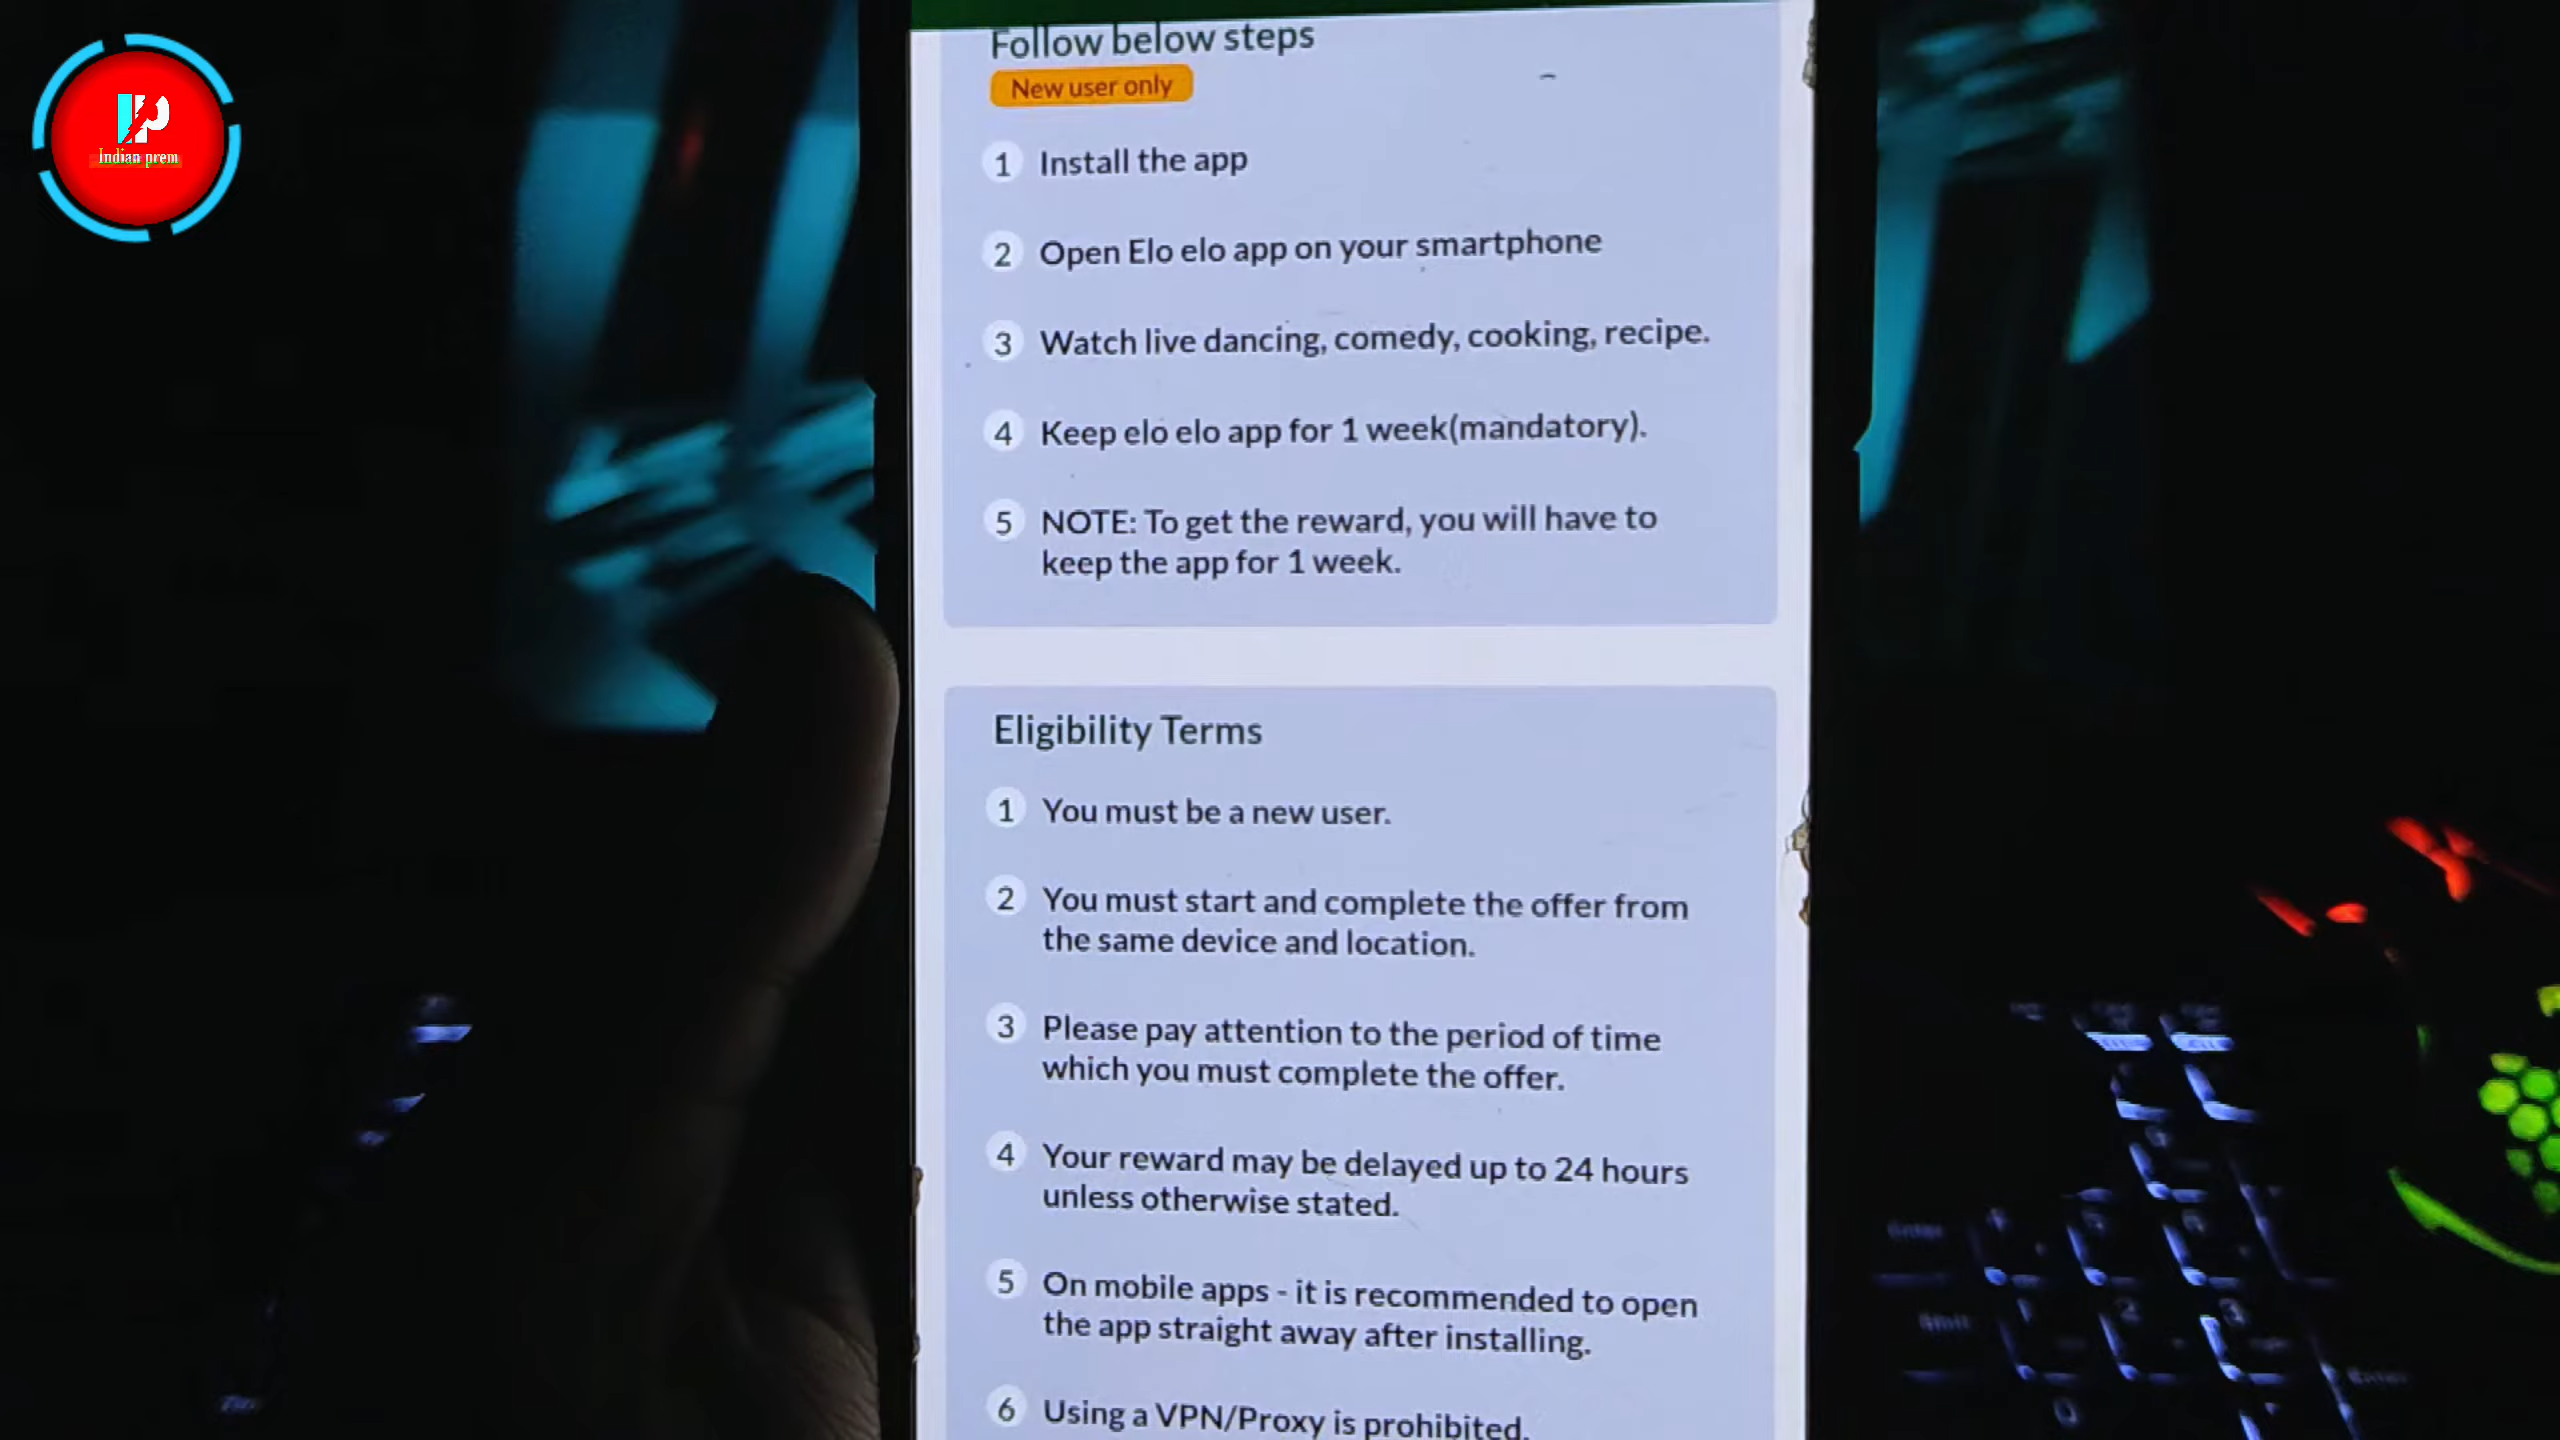 Indian prem
Follow below steps
New user only
1 Install the app
2 Open Elo elo app on your smartphone
3 Watch live dancing, comedy, cooking, recipe.
4 Keep elo elo app for 1 week(mandatory).
5 NOTE: To get the reward, you will have to
keep the app for 1 week.
Eligibility Terms
1 You must be a new user.
2 You must start and complete the offer from
the same device and location.
3 Please pay attention to the period of time
which you must complete the offer.
4 Your reward may be delayed up to 24 hours
unless otherwise stated.
5 On mobile apps - it is recommended to open
the app straight away after installing.
6 Using a VPN/Proxy is prohibited.